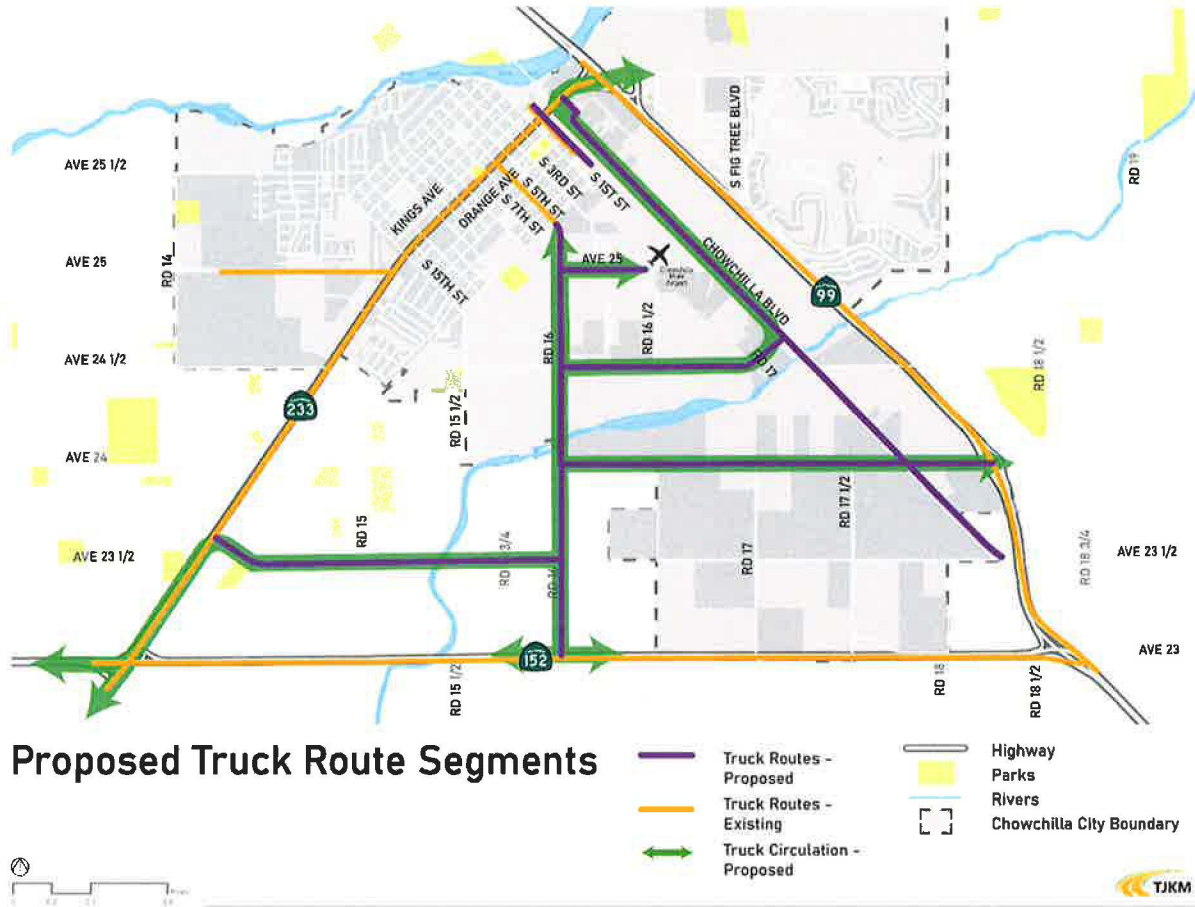 AVE 25 1/2
AVE 25
AVE 24 1/2
AVE 24
AVE 23 1/2
RD 14
KINGS AVE
ORANGE AVE
S 15TH ST
S 7TH ST
S 5TH ST
S 3RD ST
S 1ST ST
S FIG TREE BLVD
RD 19
AVE 25
Chowchilla
Airport
CHOWCHILLA BLVD
99
RD 16
RD 16 1/2
RD 17
RD 18 1/2
233
RD 15 1/2
RD 15
3/4
RD 17
RD 17 1/2
RD 18 3/4
AVE 23 1/2
AVE 23
152
RD 15 1/2
RD 18
RD 18 1/2
Proposed Truck Route Segments
Truck Routes -
Proposed
Truck Routes -
Existing
Truck Circulation -
Proposed
Highway
Parks
Rivers
Chowchilla City Boundary
TJKM